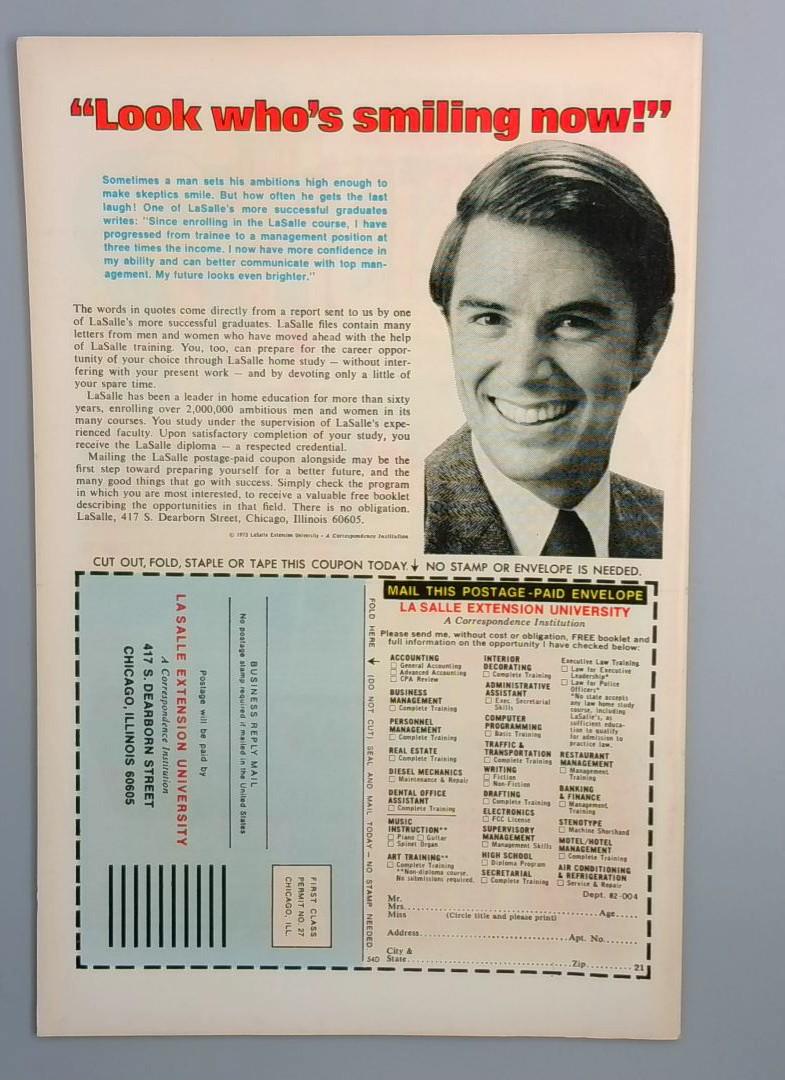 “Look who's smiling now!”
Sometimes a man sets his ambitions high enough to
make skeptics smile. But how often he gets the last
laugh! One of LaSalle's more successful graduates
writes: "Since enrolling in the LaSalle course, I have
progressed from trainee to a management position at
three times the income. I now have more confidence in
my ability and can better communicate with top man-
agement. My future looks even brighter."
The words in quotes come directly from a report sent to us by one
of LaSalle's more successful graduates. LaSalle files contain many
letters from men and women who have moved ahead with the help
of LaSalle training. You, too, can prepare for the career oppor-
tunity of your choice through LaSalle home study — without inter-
fering with your present work — and by devoting only a little of
your spare time.
LaSalle has been a leader in home education for more than sixty
years, enrolling over 2,000,000 ambitious men and women in its
many courses. You study under the supervision of LaSalle's expe-
rienced faculty. Upon satisfactory completion of your study, you
receive the LaSalle diploma — a respected credential.
Mailing the LaSalle postage-paid coupon alongside may be the
first step toward preparing yourself for a better future, and the
many good things that go with success. Simply check the program
in which you are most interested, to receive a valuable free booklet
describing the opportunities in that field. There is no obligation.
LaSalle, 417 S. Dearborn Street, Chicago, Illinois 60605.
© 1973 LaSalle Extension University - A Correspondence Institution
CUT OUT, FOLD, STAPLE OR TAPE THIS COUPON TODAY. NO STAMP OR ENVELOPE IS NEEDED.
BUSINESS REPLY MAIL
No postage stamp required if mailed in the United States
Postage will be paid by
LA SALLE EXTENSION UNIVERSITY
A Correspondence Institution
417 S. DEARBORN STREET
CHICAGO, ILLINOIS 60605
FIRST CLASS
PERMIT NO. 27
CHICAGO, ILL.
FOLD HERE (DO NOT CUT) SEAL AND MAIL TODAY — NO STAMP NEEDED.
540
MAIL THIS POSTAGE-PAID ENVELOPE
LA SALLE EXTENSION UNIVERSITY
A Correspondence Institution
Please send me, without cost or obligation, FREE booklet and
full information on the opportunity I have checked below:
ACCOUNTING
General Accounting
Advanced Accounting
CPA Review
BUSINESS
MANAGEMENT
Complete Training
PERSONNEL
MANAGEMENT
Complete Training
REAL ESTATE
Complete Training
DIESEL MECHANICS
Maintenance & Repair
DENTAL OFFICE
ASSISTANT
Complete Training
MUSIC
INSTRUCTION**
Piano Guitar
Spinet Organ
ART TRAINING**
Complete Training
**Non-diploma course.
No submissions required.
INTERIOR
DECORATING
Complete Training
ADMINISTRATIVE
ASSISTANT
Exec. Secretarial
Skills
COMPUTER
PROGRAMMING
Basic Training
TRAFFIC &
TRANSPORTATION
Complete Training
WRITING
Fiction
Non-Fiction
DRAFTING
Complete Training
ELECTRONICS
FCC License
SUPERVISORY
MANAGEMENT
Management Skills
HIGH SCHOOL
Diploma Program
SECRETARIAL
Complete Training
Executive Law Training
Law for Executive
Leadership*
Law for Police
Officers*
*No state accepts
any law home study
course, including
LaSalle's, as
sufficient educa-
tion to qualify
for admission to
practice law.
RESTAURANT
MANAGEMENT
Management
Training
BANKING
& FINANCE
Management
Training
STENOTYPE
Machine Shorthand
MOTEL/HOTEL
MANAGEMENT
Complete Training
AIR CONDITIONING
& REFRIGERATION
Service & Repair
Dept. 82-004
Mr.
Mrs.
Miss (Circle title and please print) Age
Address Apt. No.
City &
State Zip 21